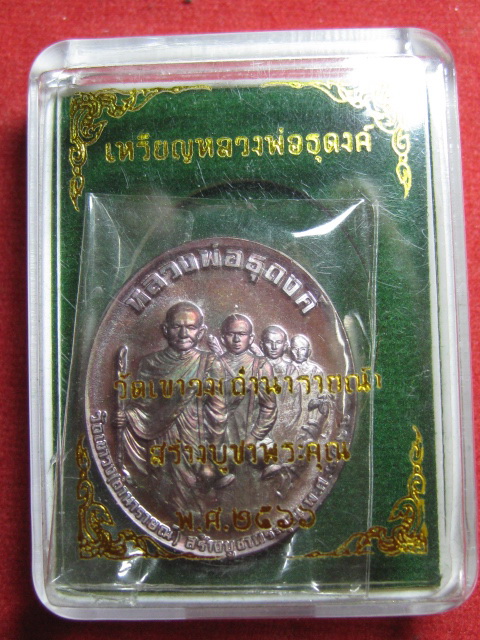 เหรียญหลวงพ่อธุดงค์
หลวงพ่อธุดงค์
วัดเขาวงถ้ำนารายณ์
สร้างบูชาพระคุณ
พ.ศ.๒๕๖๖